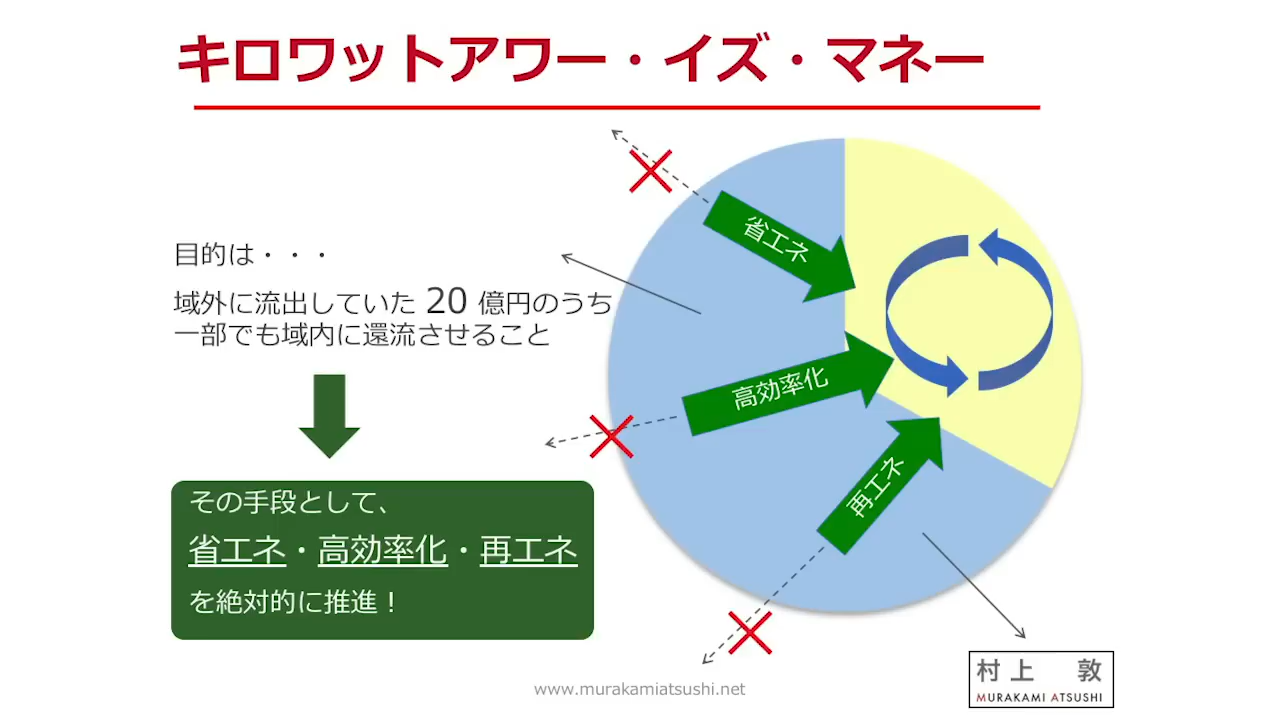 キロワットアワー・イズ・マネー
目的は・・・
域外に流出していた 20 億円のうち
一部でも域内に還流させること
その手段として、
省エネ・高効率化・再エネ
を絶対的に推進！
省エネ
高効率化
再エネ
www.murakamiatsushi.net
村上 敦
MURAKAMI ATSUSHI